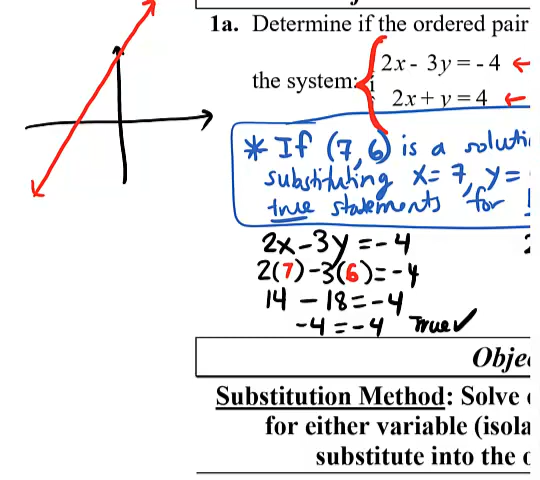 1a. Determine if the ordered pair
2x - 3y = - 4
the system:
2x + y = 4
* If (7, 6) is a soluti
substituting x = 7, y =
true statements for
2x - 3y = -4
2(7) - 3(6) = -4
14 - 18 = -4
-4 = -4 True ✓
Obje
Substitution Method: Solve
for either variable (isola
substitute into the